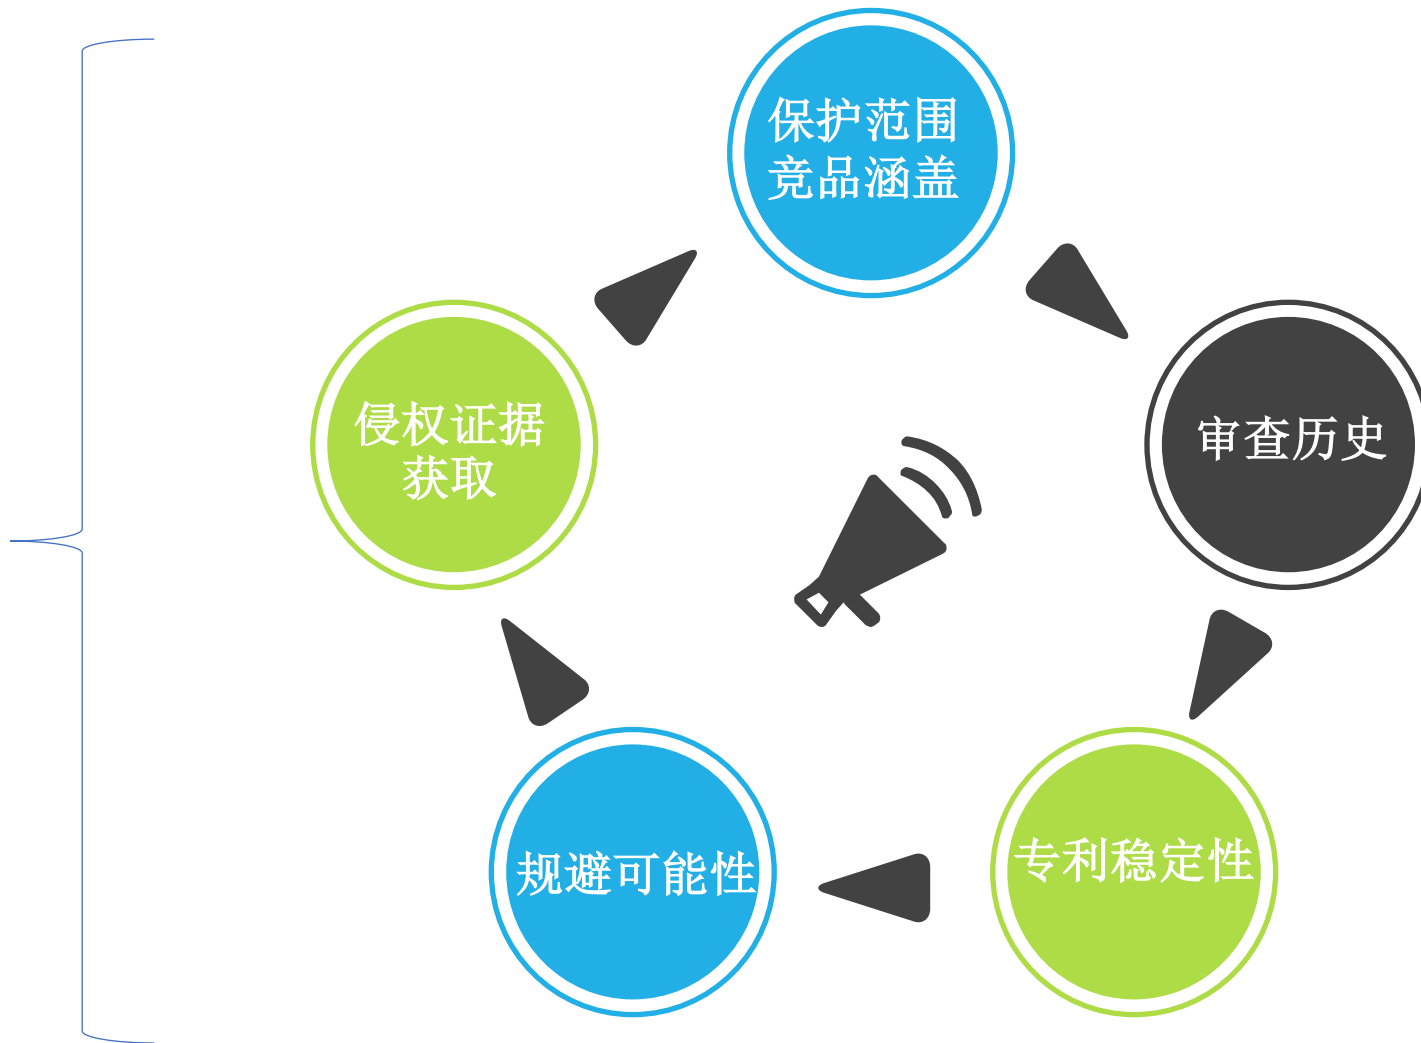 保护范围
竞品涵盖
审查历史
专利稳定性
规避可能性
侵权证据
获取